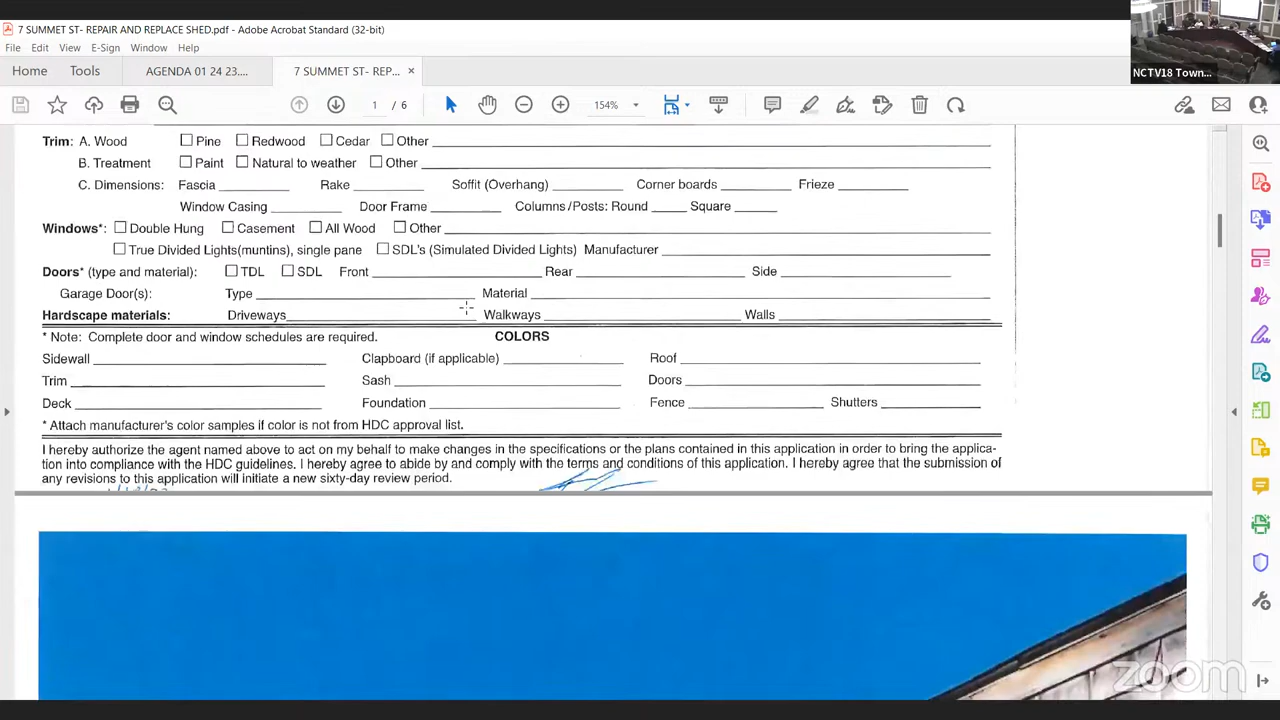 7 SUMMET ST- REPAIR AND REPLACE SHED.pdf - Adobe Acrobat Standard (32-bit)
File Edit View E-Sign Window Help
NCTV18 Town...
Home Tools AGENDA 01 24 23.... 7 SUMMET ST- REP... ×
1 / 6 154%
Trim: A. Wood Pine Redwood Cedar Other
B. Treatment Paint Natural to weather Other
C. Dimensions: Fascia Rake Soffit (Overhang) Corner boards Frieze
Window Casing Door Frame Columns/Posts: Round Square
Windows*: Double Hung Casement All Wood Other
True Divided Lights(muntins), single pane SDL's (Simulated Divided Lights) Manufacturer
Doors* (type and material): TDL SDL Front Rear Side
Garage Door(s): Type Material
Hardscape materials: Driveways Walkways Walls
* Note: Complete door and window schedules are required. COLORS
Sidewall Clapboard (if applicable) Roof
Trim Sash Doors
Deck Foundation Fence Shutters
* Attach manufacturer's color samples if color is not from HDC approval list.
I hereby authorize the agent named above to act on my behalf to make changes in the specifications or the plans contained in this application in order to bring the applica-
tion into compliance with the HDC guidelines. I hereby agree to abide by and comply with the terms and conditions of this application. I hereby agree that the submission of
any revisions to this application will initiate a new sixty-day review period.
zoom